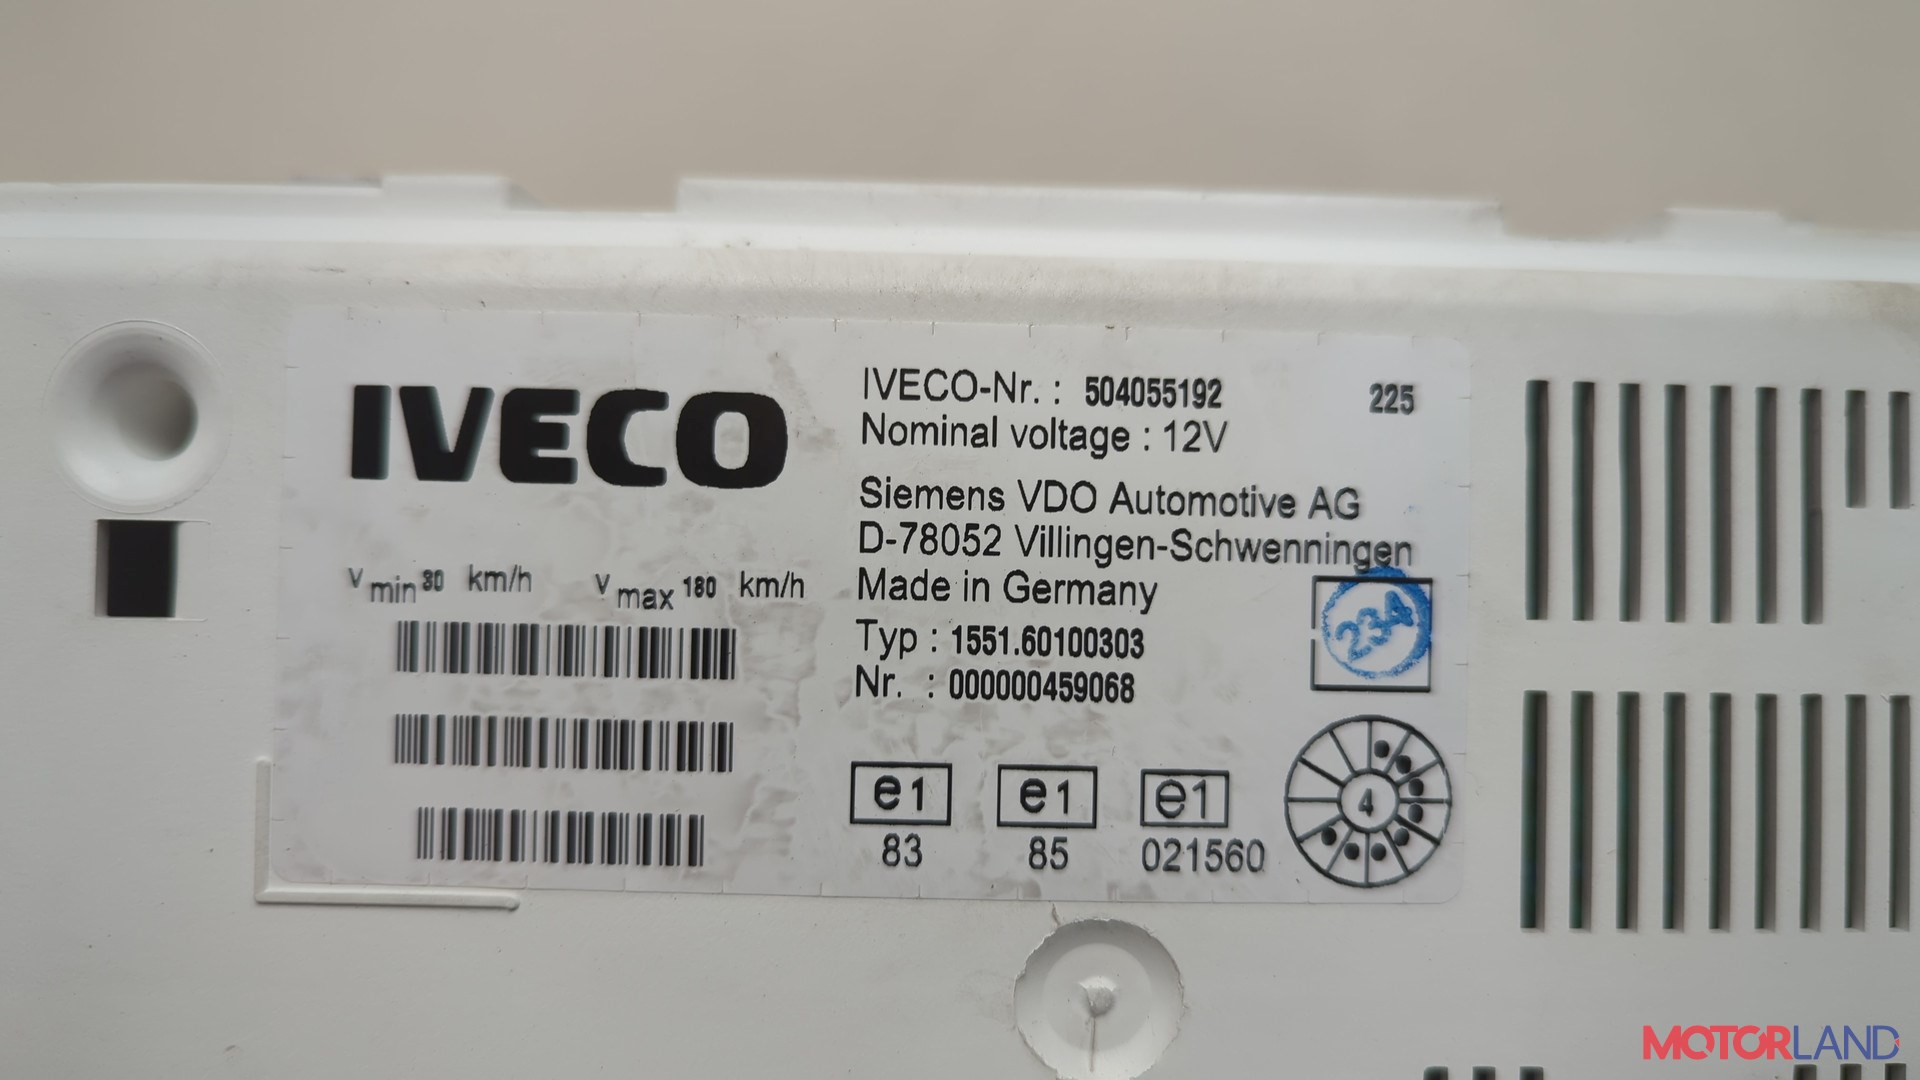 IVECO
IVECO-Nr. : 504055192 225
Nominal voltage : 12V
Siemens VDO Automotive AG
D-78052 Villingen-Schwenningen
Made in Germany
Typ : 1551.60100303
Nr. : 000000459068
v min 30 km/h v max 180 km/h
234
e1
83
e1
85
e1
021560
4
MOTORLAND